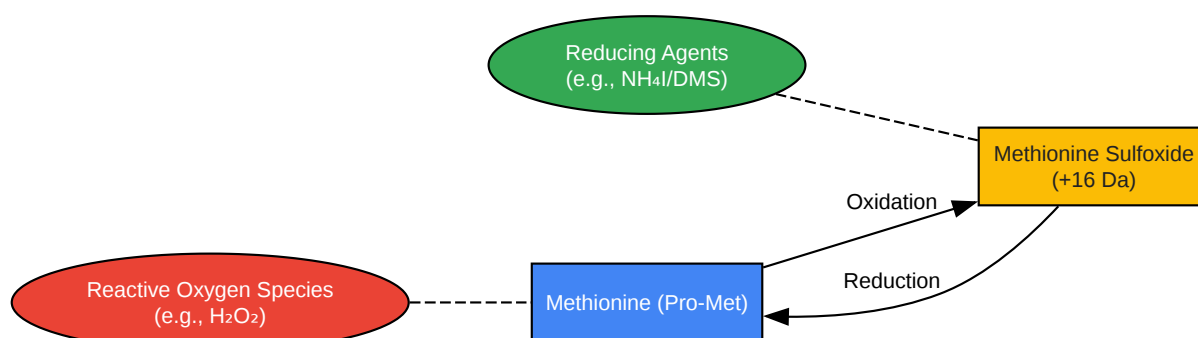 Reducing Agents
(e.g., NH₄I/DMS)
Methionine Sulfoxide
(+16 Da)
Oxidation
Reduction
Reactive Oxygen Species
(e.g., H₂O₂)
Methionine (Pro-Met)